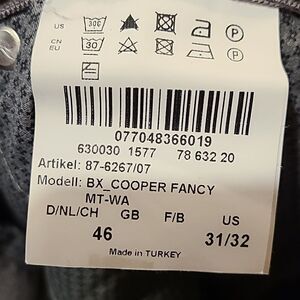 US
CN
EU
30
077048366019
630030 1577 78 632 20
Artikel: 87-6267/07
Modell: BX_COOPER FANCY
MT-WA
D/NL/CH GB F/B US
46 31/32
Made in TURKEY